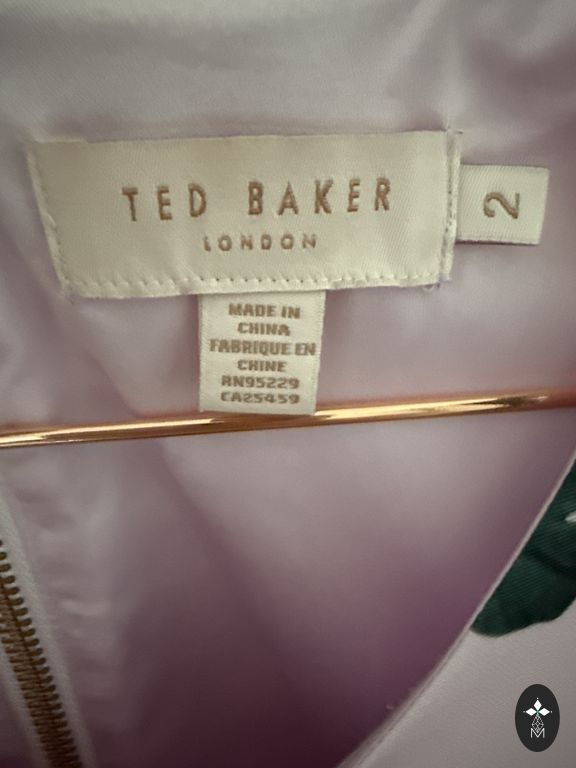 TED BAKER
LONDON
2
MADE IN
CHINA
FABRIQUE EN
CHINE
RN95229
CA25459
M